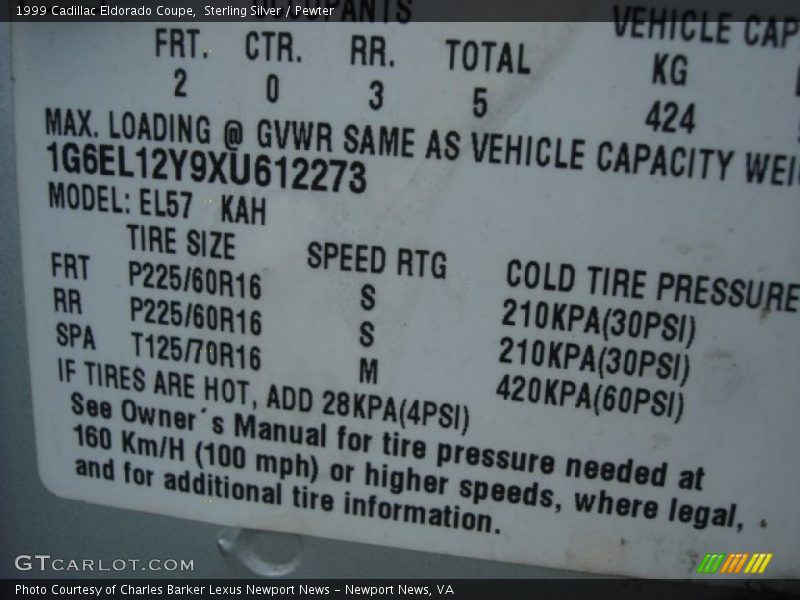 1999 Cadillac Eldorado Coupe, Sterling Silver / Pewter
VEHICLE CAP
FRT. CTR. RR. TOTAL KG
2 0 3 5 424
MAX. LOADING @ GVWR SAME AS VEHICLE CAPACITY WEI
1G6EL12Y9XU612273
MODEL: EL57 KAH
TIRE SIZE SPEED RTG COLD TIRE PRESSURE
FRT P225/60R16 S 210KPA(30PSI)
RR P225/60R16 S 210KPA(30PSI)
SPA T125/70R16 M 420KPA(60PSI)
IF TIRES ARE HOT, ADD 28KPA(4PSI)
See Owner´s Manual for tire pressure needed at
160 Km/H (100 mph) or higher speeds, where legal,
and for additional tire information.
GTCARLOT.COM
Photo Courtesy of Charles Barker Lexus Newport News – Newport News, VA